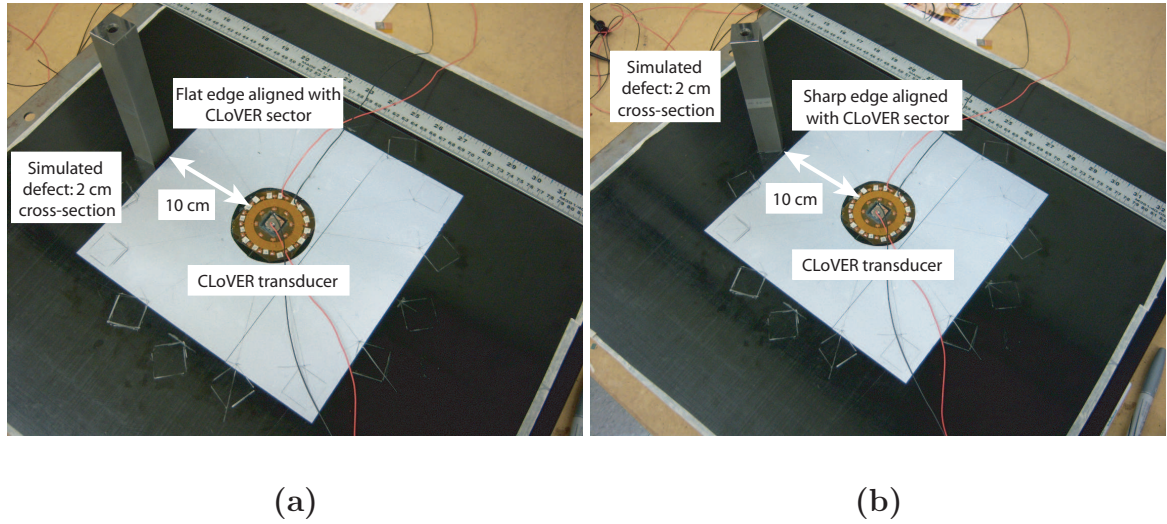 Flat edge aligned with
CLoVER sector
Simulated
defect: 2 cm
cross-section
10 cm
CLoVER transducer
(a)
Simulated
defect: 2 cm
cross-section
Sharp edge aligned
with CLoVER sector
10 cm
CLoVER transducer
(b)